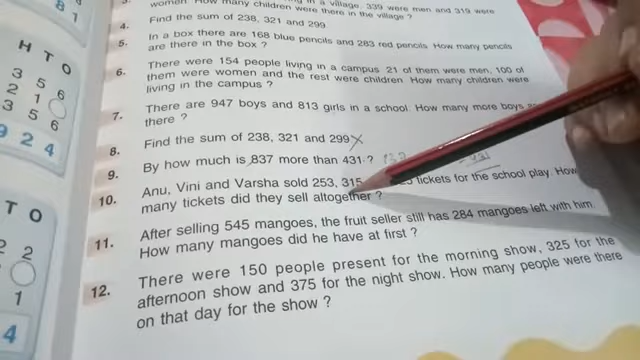 in a village. 339 were men and 319 were
women. How many children were there in the village ?
4. Find the sum of 238, 321 and 299
5. In a box there are 168 blue pencils and 283 red pencils. How many pencils
are there in the box ?
6. There were 154 people living in a campus 21 of them were men, 100 of
them were women and the rest were children How many children were
living in the campus ?
7. There are 947 boys and 813 girls in a school. How many more boys
there ?
8. Find the sum of 238, 321 and 299
9. By how much is 837 more than 431 ?
10. Anu, Vini and Varsha sold 253, 315 tickets for the school play. How
many tickets did they sell altogether ?
11. After selling 545 mangoes, the fruit seller still has 284 mangoes left with him.
How many mangoes did he have at first ?
12. There were 150 people present for the morning show, 325 for the
afternoon show and 375 for the night show. How many people were there
on that day for the show ?
8 1
H T O
3 5 6
2 1
3 5 6
9 2 4
T O
2 2
1
4